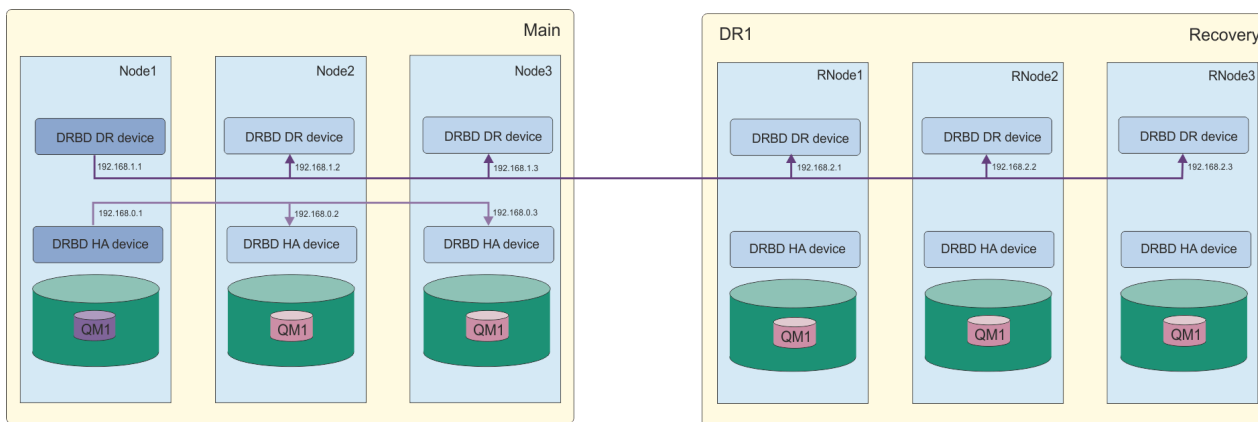 Main
Node1
Node2
Node3
DRBD DR device
DRBD DR device
DRBD DR device
192.168.1.1
192.168.1.2
192.168.1.3
192.168.0.1
192.168.0.2
192.168.0.3
DRBD HA device
DRBD HA device
DRBD HA device
QM1
QM1
QM1
DR1
Recovery
RNode1
RNode2
RNode3
DRBD DR device
DRBD DR device
DRBD DR device
192.168.2.1
192.168.2.2
192.168.2.3
DRBD HA device
DRBD HA device
DRBD HA device
QM1
QM1
QM1